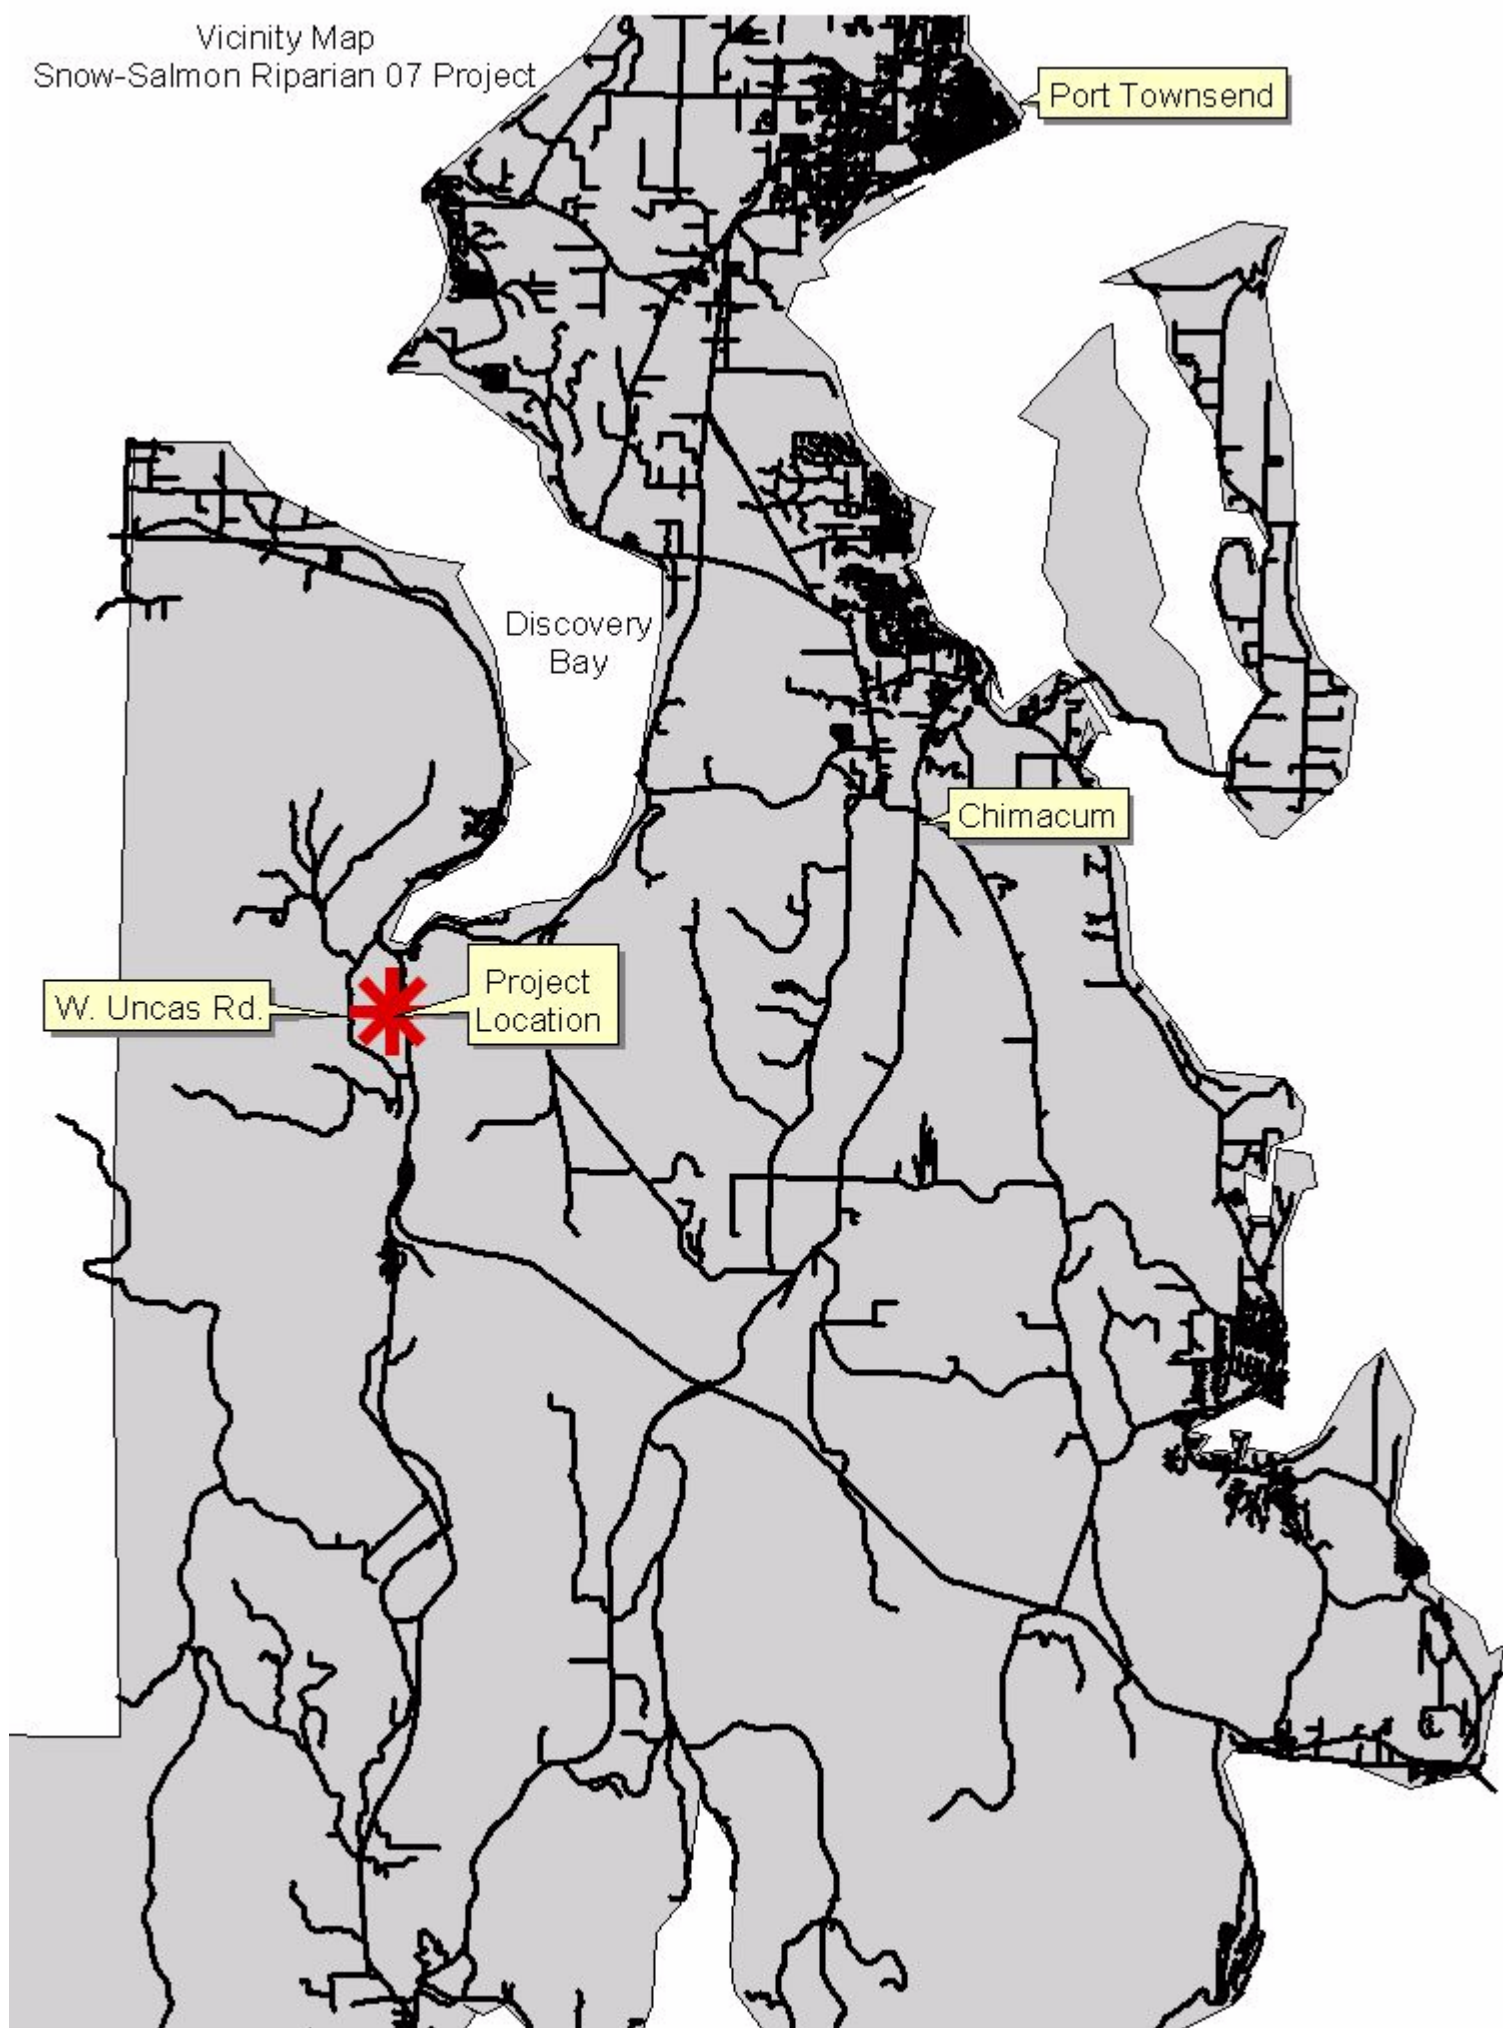 Vicinity Map
Snow-Salmon Riparian 07 Project
Port Townsend
Discovery
Bay
Chimacum
W. Uncas Rd.
Project
Location